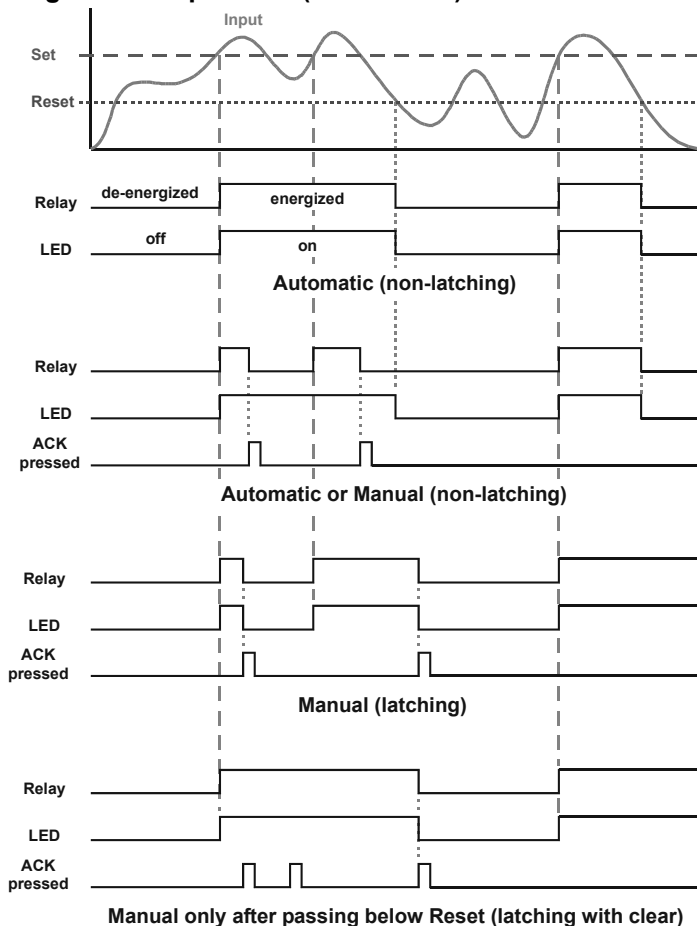 Input
Set
Reset
Relay
de-energized
energized
LED
off
on
Automatic (non-latching)
Relay
LED
ACK
pressed
Automatic or Manual (non-latching)
Relay
LED
ACK
pressed
Manual (latching)
Relay
LED
ACK
pressed
Manual only after passing below Reset (latching with clear)